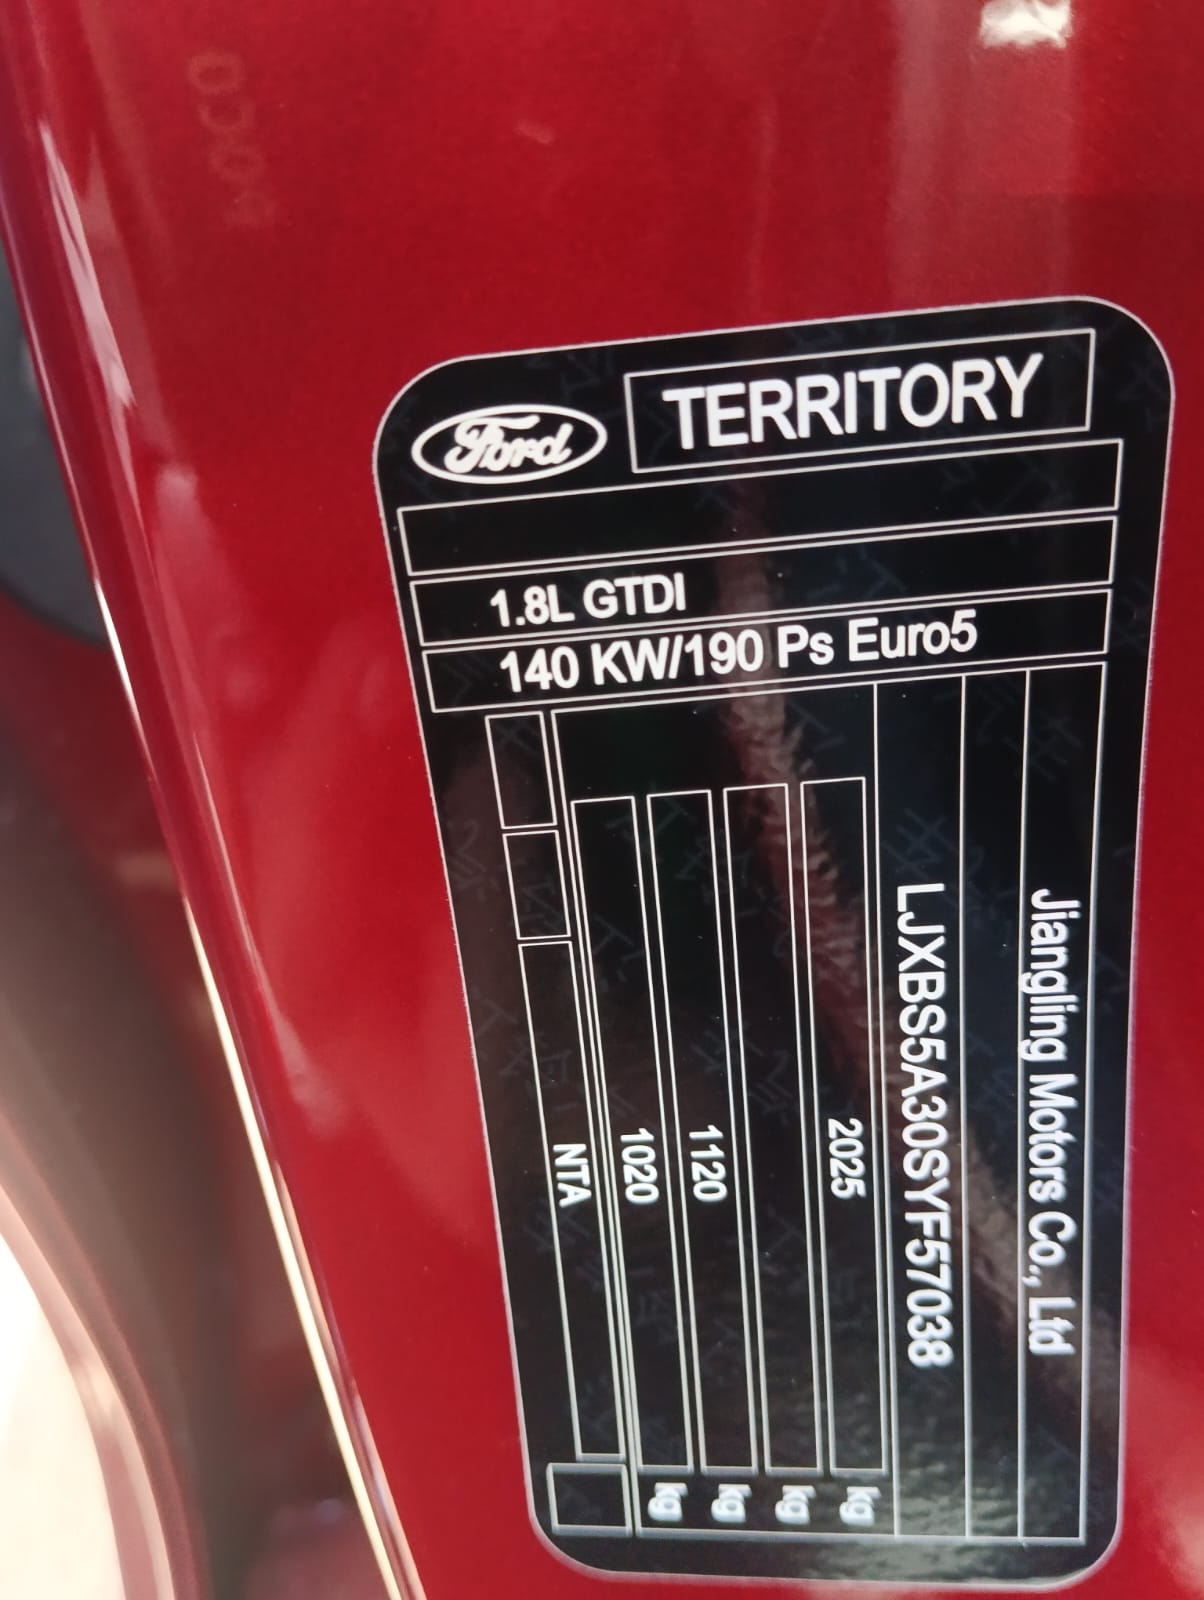 Ford
TERRITORY
1.8L GTDI
140 KW/190 Ps Euro5
Jiangling Motors Co., Ltd
LJXBS5A30SYF57038
2025 kg
kg
1120 kg
1020 kg
NTA